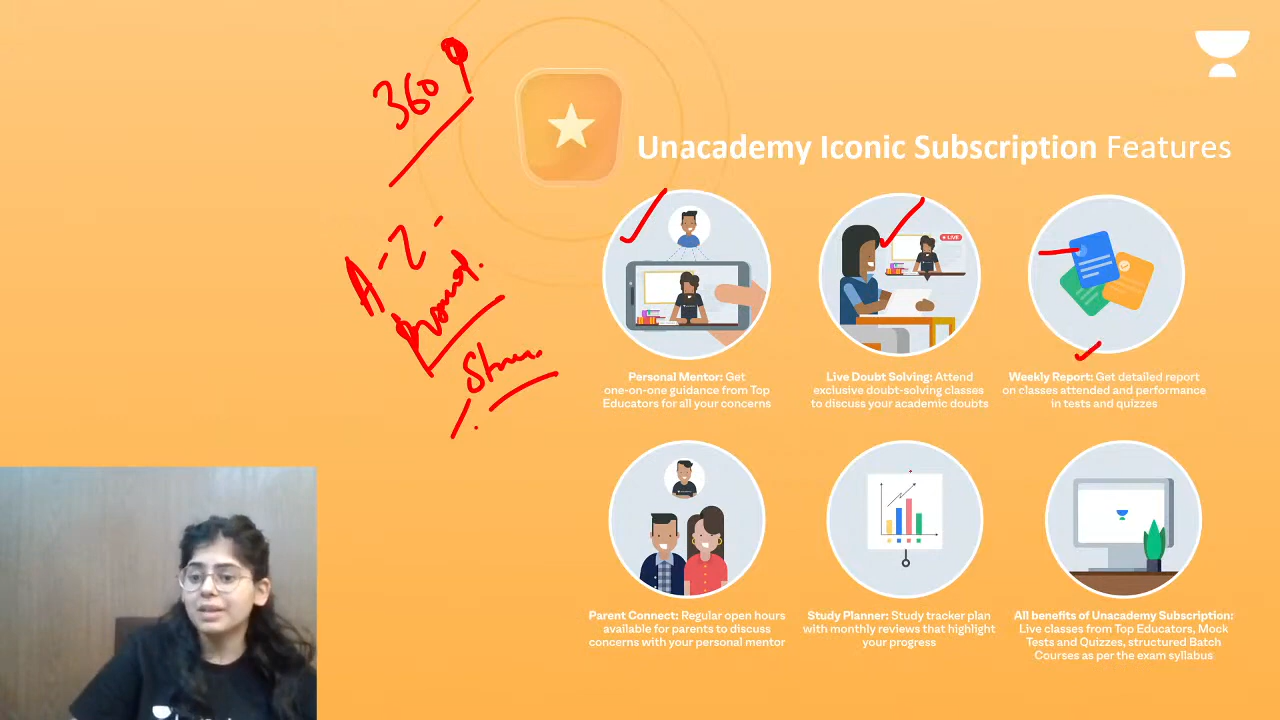 360
A-Z
Unacademy Iconic Subscription Features
LIVE
Personal Mentor: Get
one-on-one guidance from Top
Educators for all your concerns
Live Doubt Solving: Attend
exclusive doubt-solving classes
to discuss your academic doubts
Weekly Report: Get detailed report
on classes attended and performance
in tests and quizzes
Parent Connect: Regular open hours
available for parents to discuss
concerns with your personal mentor
Study Planner: Study tracker plan
with monthly reviews that highlight
your progress
All benefits of Unacademy Subscription:
Live classes from Top Educators, Mock
Tests and Quizzes, structured Batch
Courses as per the exam syllabus